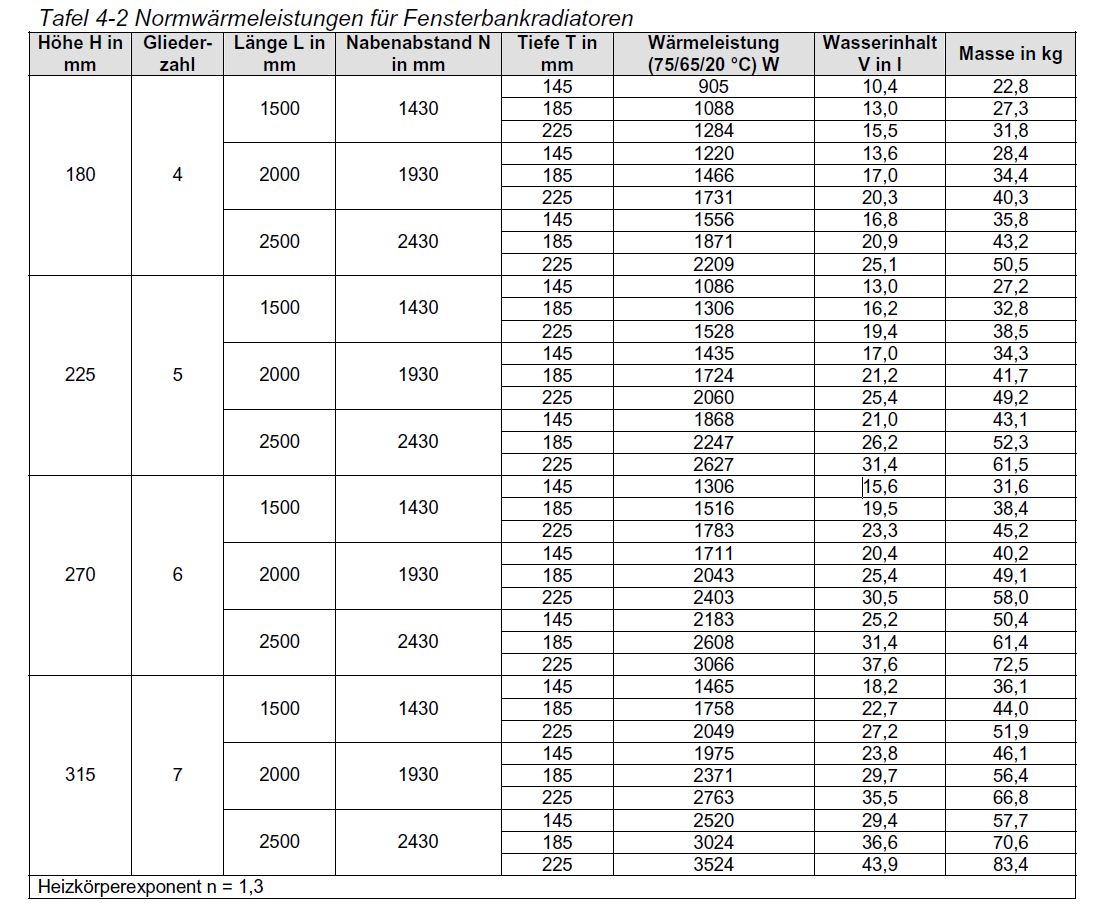 Tafel 4-2 Normwärmeleistungen für Fensterbankradiatoren
Höhe H in mm Glieder-zahl Länge L in mm Nabenabstand N in mm Tiefe T in mm Wärmeleistung (75/65/20 °C) W Wasserinhalt V in l Masse in kg
145 905 10,4 22,8
1500 1430 185 1088 13,0 27,3
225 1284 15,5 31,8
145 1220 13,6 28,4
180 4 2000 1930 185 1466 17,0 34,4
225 1731 20,3 40,3
145 1556 16,8 35,8
2500 2430 185 1871 20,9 43,2
225 2209 25,1 50,5
145 1086 13,0 27,2
1500 1430 185 1306 16,2 32,8
225 1528 19,4 38,5
145 1435 17,0 34,3
225 5 2000 1930 185 1724 21,2 41,7
225 2060 25,4 49,2
145 1868 21,0 43,1
2500 2430 185 2247 26,2 52,3
225 2627 31,4 61,5
145 1306 15,6 31,6
1500 1430 185 1516 19,5 38,4
225 1783 23,3 45,2
145 1711 20,4 40,2
270 6 2000 1930 185 2043 25,4 49,1
225 2403 30,5 58,0
145 2183 25,2 50,4
2500 2430 185 2608 31,4 61,4
225 3066 37,6 72,5
145 1465 18,2 36,1
1500 1430 185 1758 22,7 44,0
225 2049 27,2 51,9
145 1975 23,8 46,1
315 7 2000 1930 185 2371 29,7 56,4
225 2763 35,5 66,8
145 2520 29,4 57,7
2500 2430 185 3024 36,6 70,6
225 3524 43,9 83,4
Heizkörperexponent n = 1,3